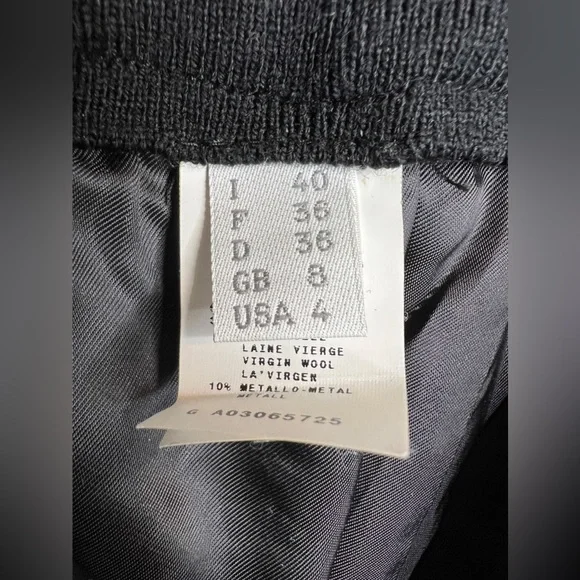 I 40
F 36
D 36
GB 8
USA 4
LAINE VIERGE
VIRGIN WOOL
LA'VIRGEN
10% METALLO-METAL
METALL
G A03065725